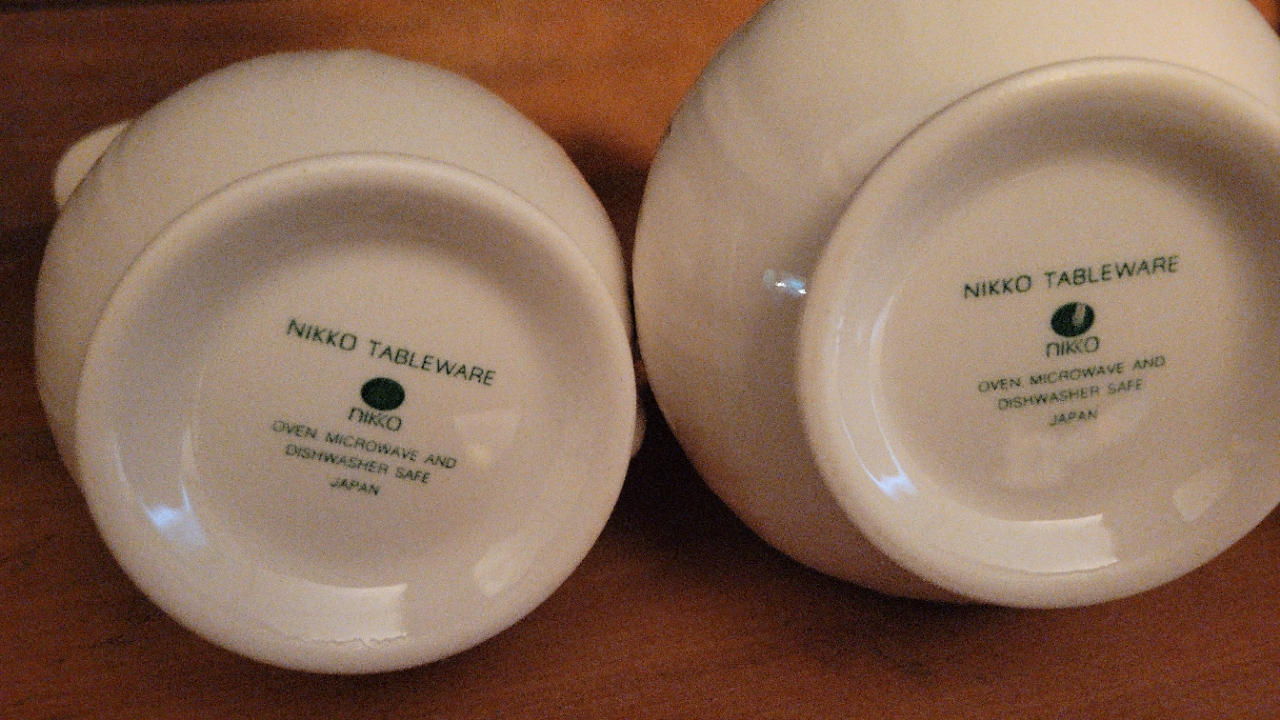 NIKKO TABLEWARE
nikko
OVEN, MICROWAVE AND
DISHWASHER SAFE
JAPAN
NIKKO TABLEWARE
nikko
OVEN, MICROWAVE AND
DISHWASHER SAFE
JAPAN